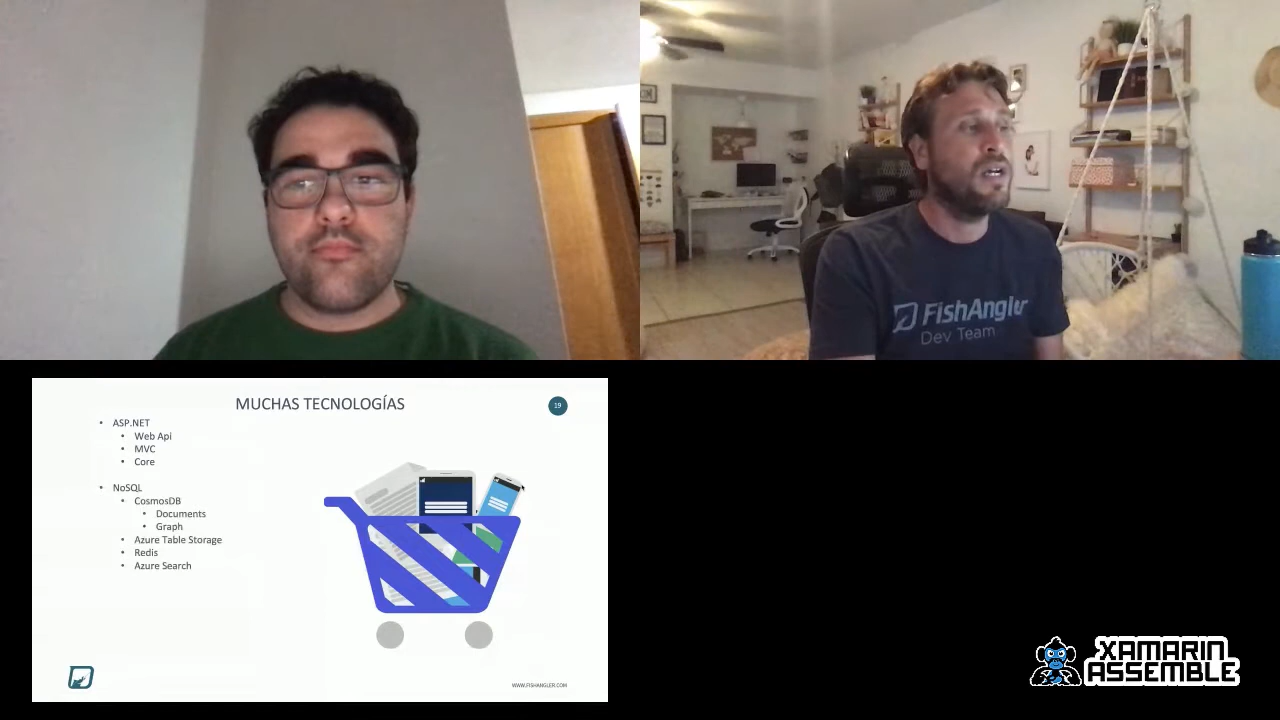 FishAngler
Dev Team
MUCHAS TECNOLOGÍAS
19
• ASP.NET
• Web Api
• MVC
• Core
• NoSQL
• CosmosDB
• Documents
• Graph
• Azure Table Storage
• Redis
• Azure Search
WWW.FISHANGLER.COM
XAMARIN
ASSEMBLE